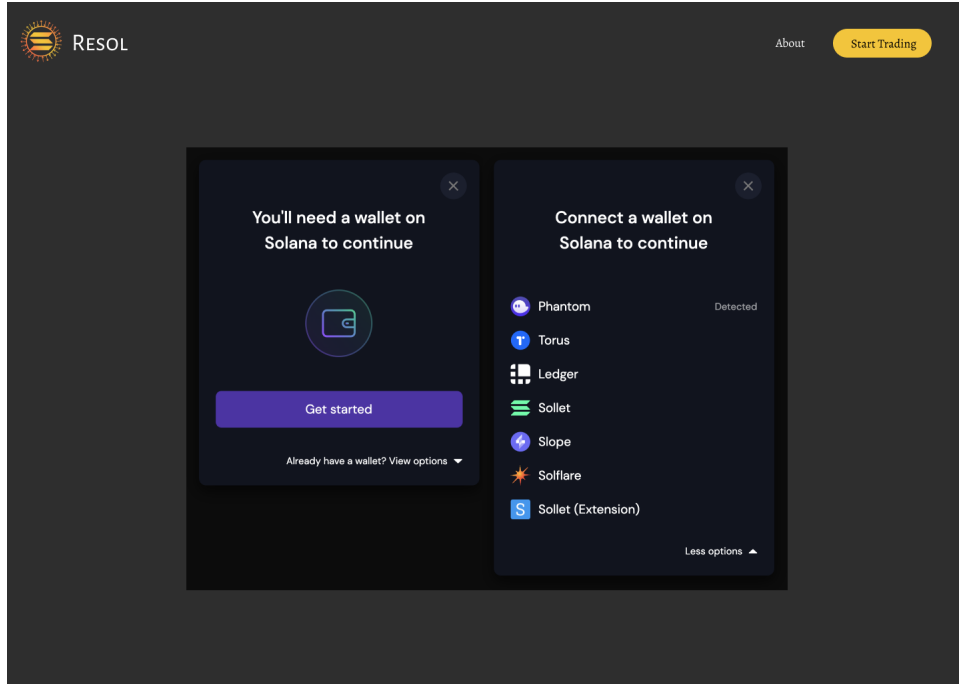 Resol
About
Start Trading
You'll need a wallet on
Solana to continue
Get started
Already have a wallet? View options
Connect a wallet on
Solana to continue
Phantom
Detected
Torus
Ledger
Sollet
Slope
Solflare
S
Sollet (Extension)
Less options